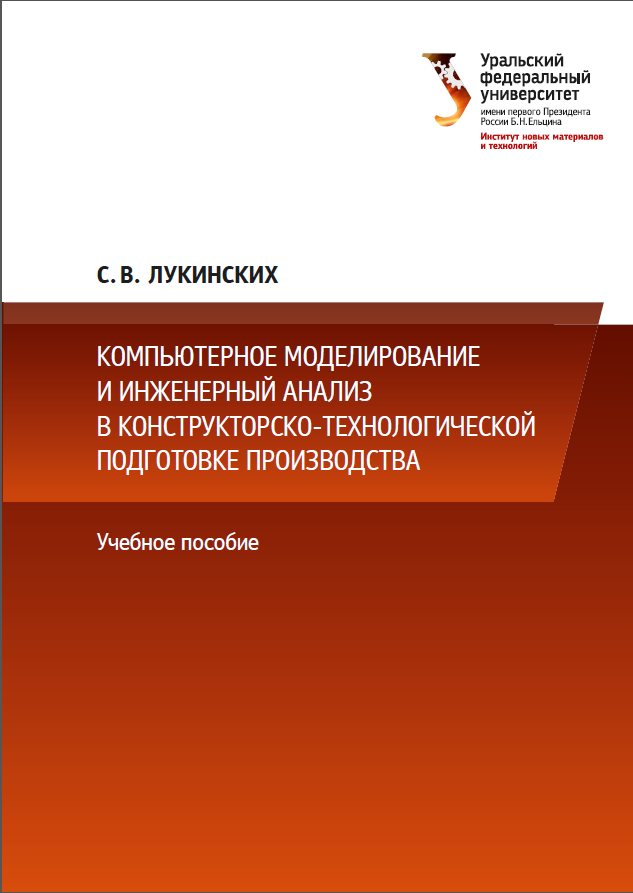 Уральский
федеральный
университет
имени первого Президента
России Б.Н.Ельцина
Институт новых материалов
и технологий
С. В. ЛУКИНСКИХ
КОМПЬЮТЕРНОЕ МОДЕЛИРОВАНИЕ
И ИНЖЕНЕРНЫЙ АНАЛИЗ
В КОНСТРУКТОРСКО-ТЕХНОЛОГИЧЕСКОЙ
ПОДГОТОВКЕ ПРОИЗВОДСТВА
Учебное пособие